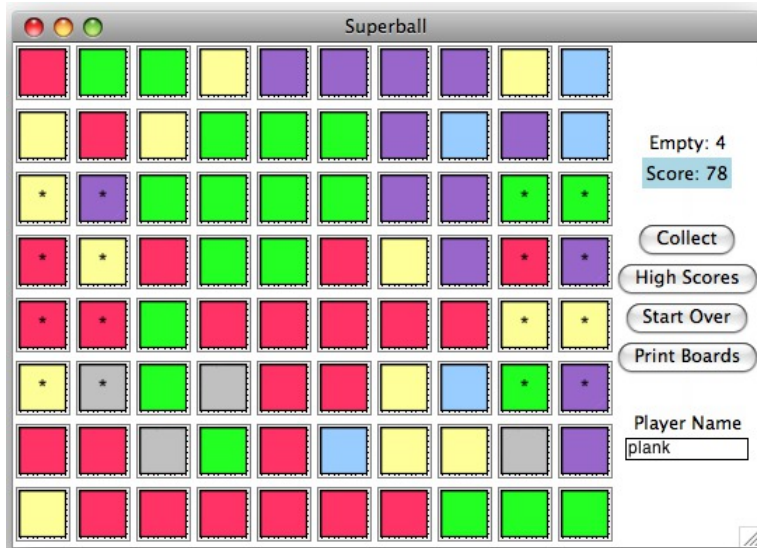 Superball
Empty: 4
Score: 78
* * * *
* * * *
Collect
High Scores
* * * *
Start Over
* * * *
Print Boards
Player Name
plank